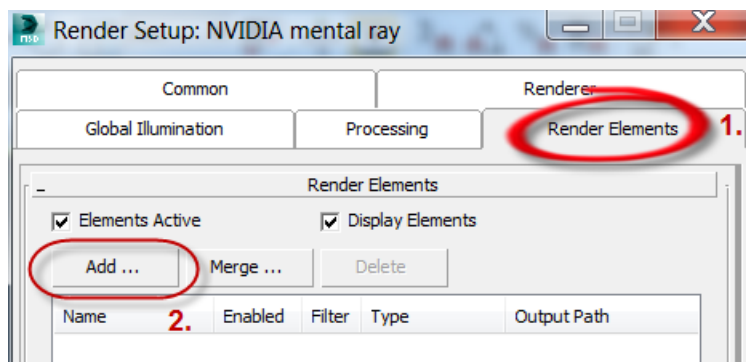 Render Setup: NVIDIA mental ray
Common Renderer
Global Illumination Processing Render Elements 1.
Render Elements
Elements Active Display Elements
Add ... Merge ... Delete
Name 2. Enabled Filter Type Output Path